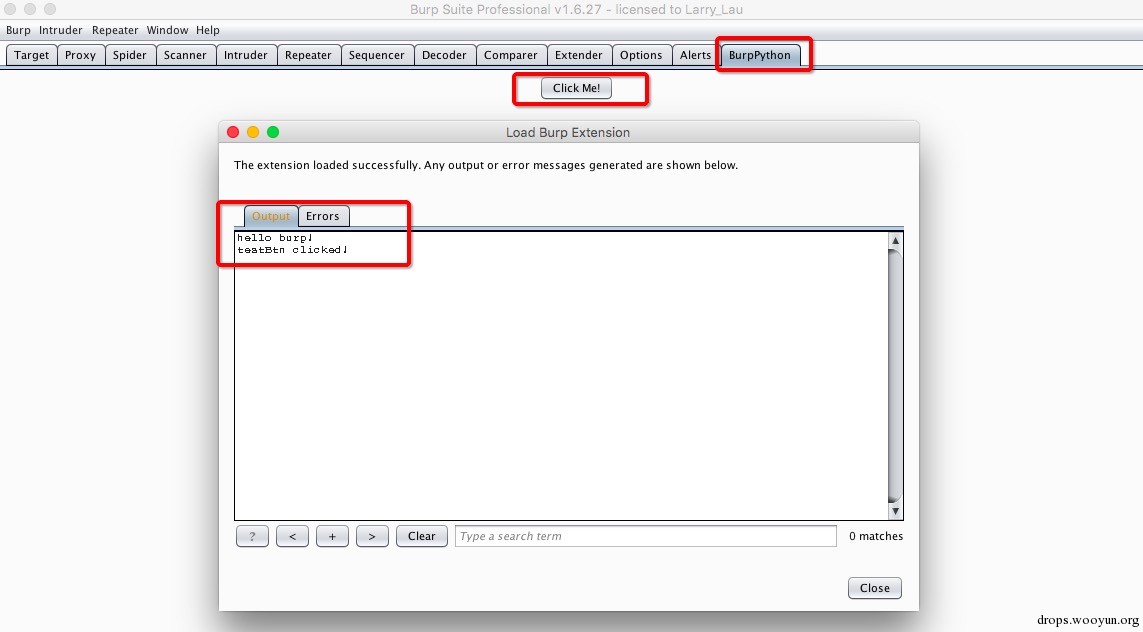 Burp Suite Professional v1.6.27 - licensed to Larry_Lau
Burp Intruder Repeater Window Help
Target Proxy Spider Scanner Intruder Repeater Sequencer Decoder Comparer Extender Options Alerts BurpPython
Click Me!
Load Burp Extension
The extension loaded successfully. Any output or error messages generated are shown below.
Output Errors
hello burp!
testBtn clicked!
? < + > Clear Type a search term 0 matches
Close
drops.wooyun.org